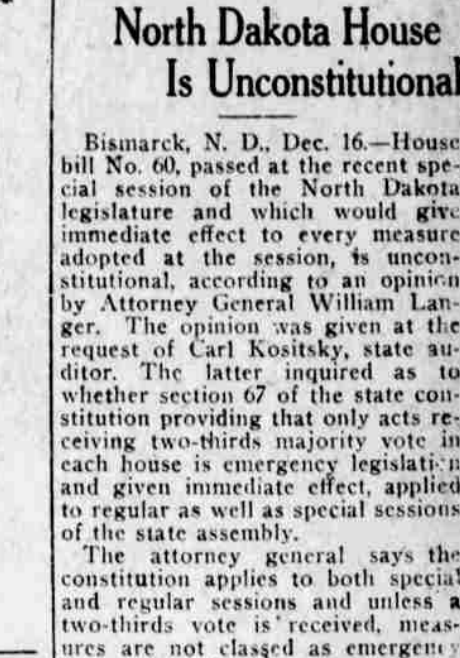 North Dakota House
Is Unconstitutional
Bismarck, N. D., Dec. 16.—House
bill No. 60, passed at the recent spe-
cial session of the North Dakota
legislature and which would give
immediate effect to every measure
adopted at the session, is uncon-
stitutional, according to an opinion
by Attorney General William Lan-
ger. The opinion was given at the
request of Carl Kositsky, state au-
ditor. The latter inquired as to
whether section 67 of the state con-
stitution providing that only acts re-
ceiving two-thirds majority vote in
each house is emergency legislation
and given immediate effect, applied
to regular as well as special sessions
of the state assembly.
The attorney general says the
constitution applies to both special
and regular sessions and unless a
two-thirds vote is received, meas-
ures are not classed as emergency